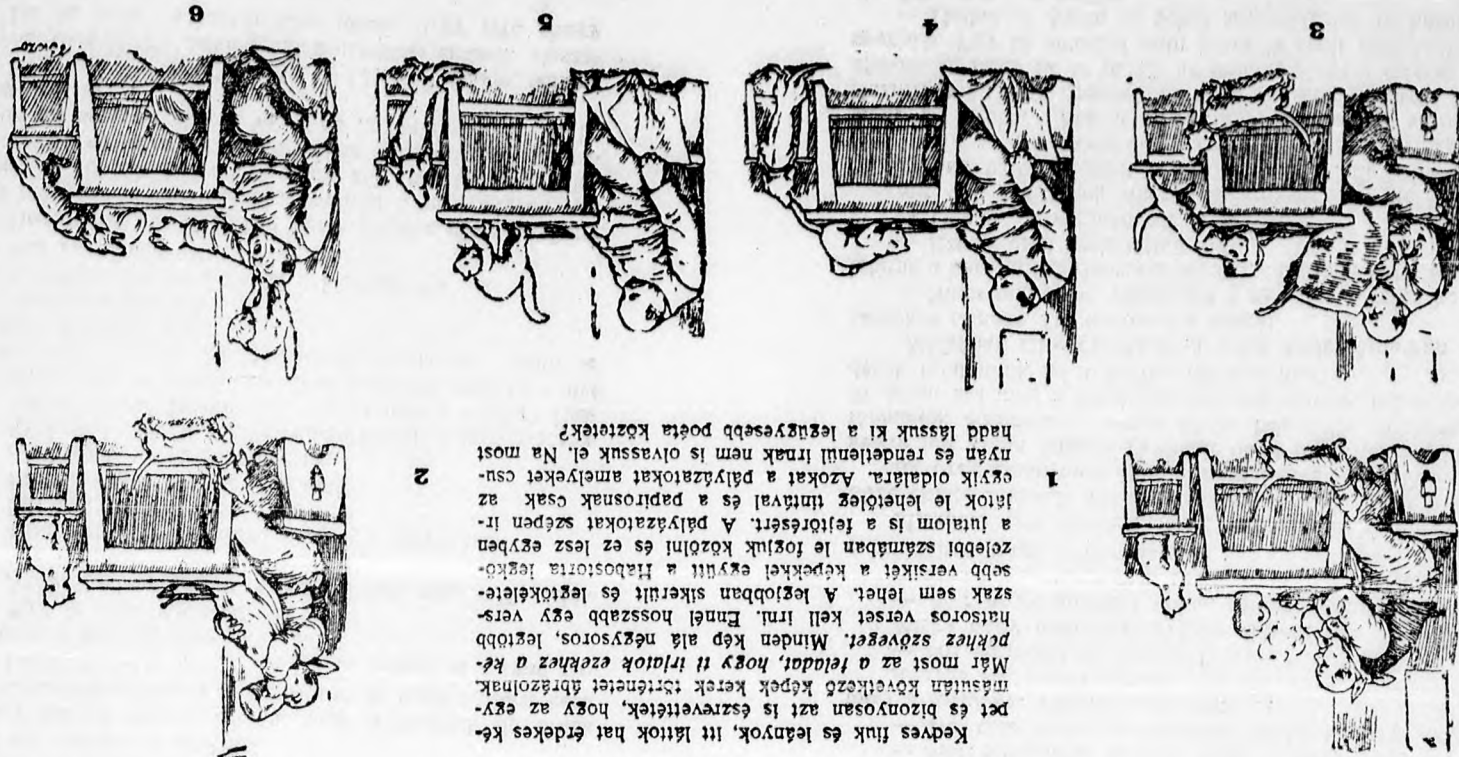 Kedves fiuk és leányok, itt láttok hat érdekes ké-
pet és bizonyosan azt is észrevettétek, hogy az egy-
másután következő képek kerek történetet ábrázolnak
Már most az a feladat, hogy ti írjatok ezekhez a ké-
pekhez szöveget. Minden kép alá négysoros, legtöbb
hatsoros verset kell irni. Ennél hosszabb egy vers-
szak sem lehet. A legjobban sikerült és legtökélete-
sebb versikét a képekkel együtt a Habostorta legkö-
zelebbi számában le fogjuk közölni és ez lesz egyben
a jutalom is a fejtörésért. A pályázatokat szépen ir-
játok le lehetőleg tintával és a papirosnak csak az
egyik oldalára. Azokat a pályázatokat amelyeket csu-
nyán és rendetlenül írnak nem is olvassuk el. Na most
aztán lássuk ki a legügyesebb poéta köztetek?
1
2
3
4
5
6